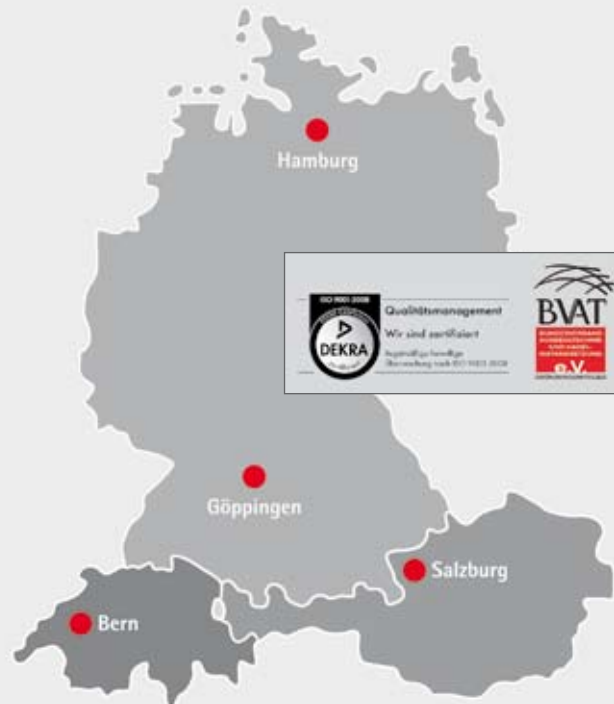 Hamburg
ISO 9001:2008
DEKRA
Qualitätsmanagement
Wir sind zertifiziert
BVAT
e.V.
Göppingen
Salzburg
Bern